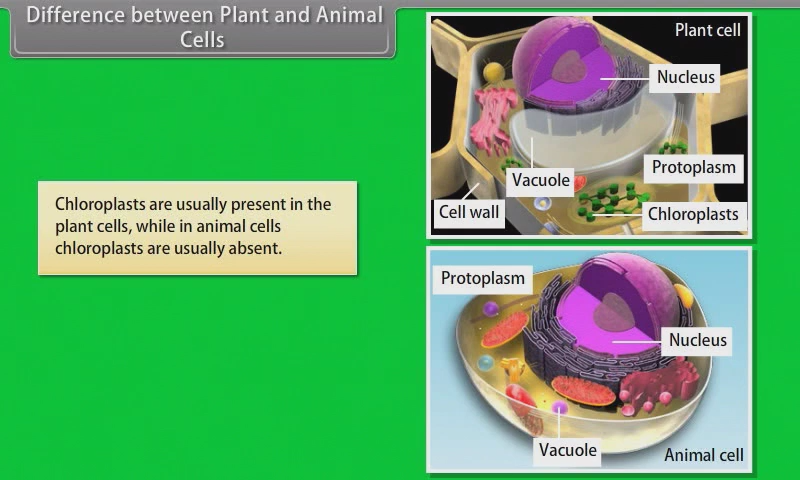 Difference between Plant and Animal
Cells
Chloroplasts are usually present in the
plant cells, while in animal cells
chloroplasts are usually absent.
Plant cell
Nucleus
Protoplasm
Vacuole
Cell wall
Chloroplasts
Protoplasm
Nucleus
Vacuole
Animal cell